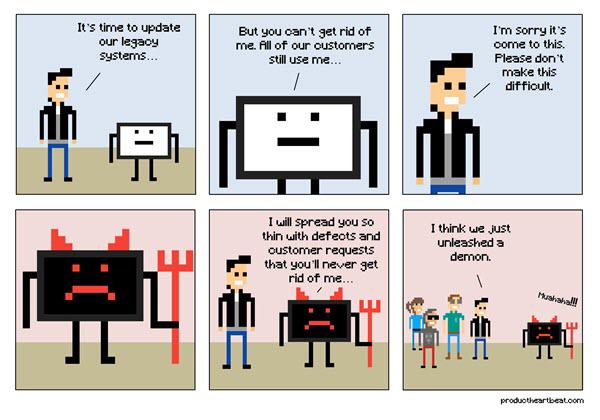 It's time to update
our legacy
systems...
But you can't get rid of
me. All of our customers
still use me...
I'm sorry it's
come to this.
Please don't
make this
difficult.
I will spread you so
thin with defects and
customer requests
that you'll never get
rid of me...
I think we just
unleashed a
demon.
Muahaha!!!
productheartbeat.com